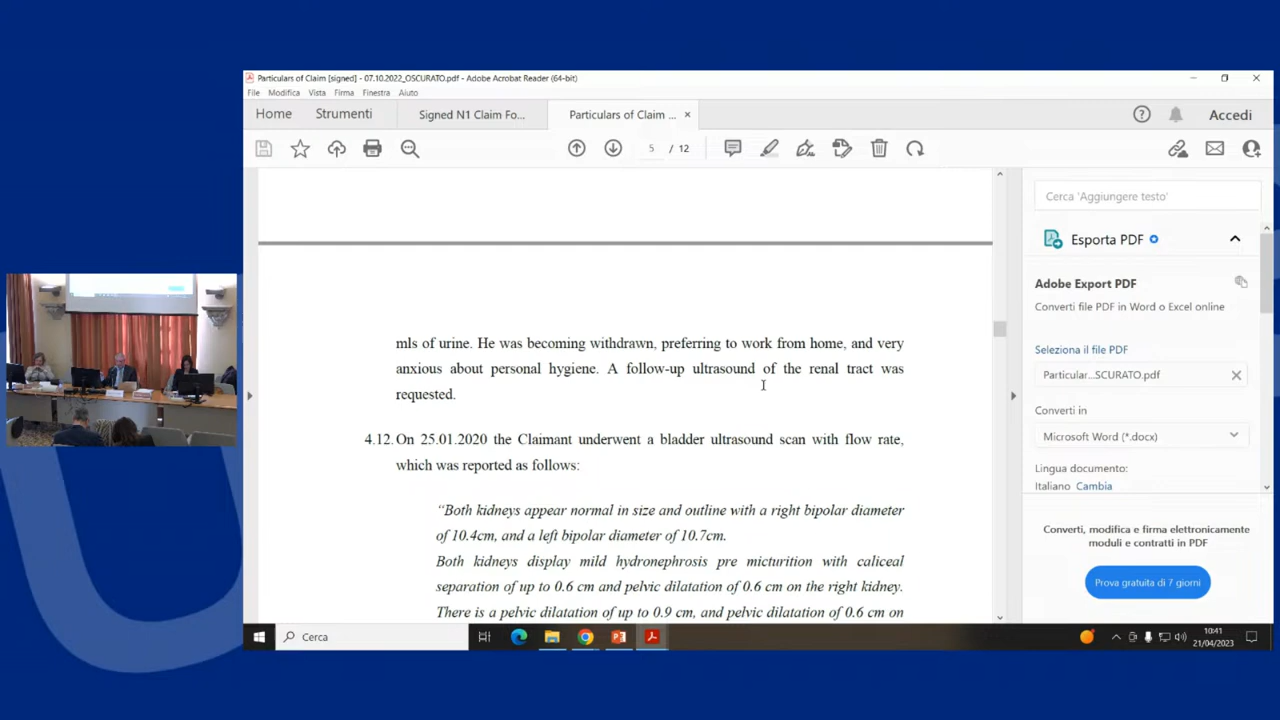 Particulars of Claim [signed] - 07.10.2022_OSCURATO.pdf - Adobe Acrobat Reader (64-bit)
File Modifica Vista Firma Finestra Aiuto
Home Strumenti Signed N1 Claim Fo... Particulars of Claim ... Accedi
5 / 12
Cerca 'Aggiungere testo'
Esporta PDF
Adobe Export PDF
Converti file PDF in Word o Excel online
Seleziona il file PDF
Particular...SCURATO.pdf
Converti in
Microsoft Word (*.docx)
Lingua documento:
Italiano Cambia
Converti, modifica e firma elettronicamente
moduli e contratti in PDF
Prova gratuita di 7 giorni
mls of urine. He was becoming withdrawn, preferring to work from home, and very
anxious about personal hygiene. A follow-up ultrasound of the renal tract was
requested.
4.12. On 25.01.2020 the Claimant underwent a bladder ultrasound scan with flow rate,
which was reported as follows:
“Both kidneys appear normal in size and outline with a right bipolar diameter
of 10.4cm, and a left bipolar diameter of 10.7cm.
Both kidneys display mild hydronephrosis pre micturition with caliceal
separation of up to 0.6 cm and pelvic dilatation of 0.6 cm on the right kidney.
There is a pelvic dilatation of up to 0.9 cm, and pelvic dilatation of 0.6 cm on
Cerca
10:41
21/04/2023